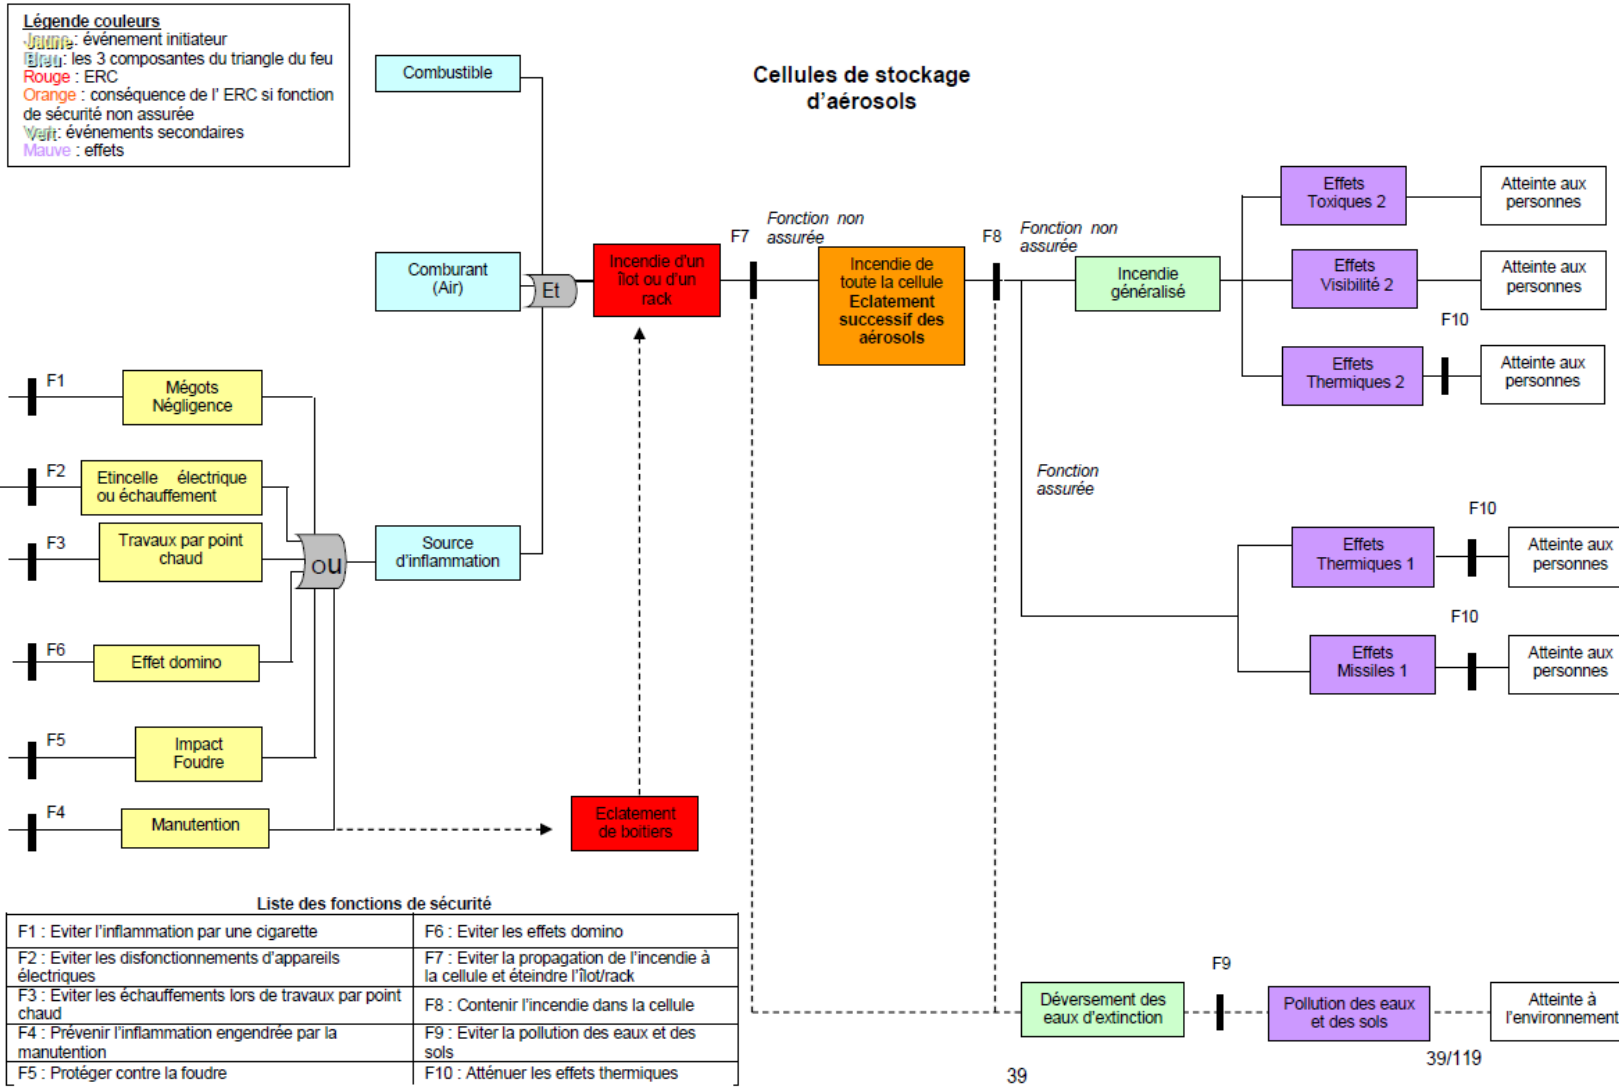 Légende couleurs
Jaune : événement initiateur
Bleu : les 3 composantes du triangle du feu
Rouge : ERC
Orange : conséquence de l' ERC si fonction
de sécurité non assurée
Vert : événements secondaires
Mauve : effets
Combustible
Cellules de stockage
d'aérosols
Comburant
(Air)
Et
Incendie d'un
îlot ou d'un
rack
F7
Fonction non
assurée
Incendie de
toute la cellule
Eclatement
successif des
aérosols
F8
Fonction non
assurée
Incendie
généralisé
Effets
Toxiques 2
Atteinte aux
personnes
Effets
Visibilité 2
Atteinte aux
personnes
F10
Effets
Thermiques 2
Atteinte aux
personnes
F1
Mégots
Négligence
F2
Etincelle électrique
ou échauffement
F3
Travaux par point
chaud
ou
Source
d'inflammation
F6
Effet domino
F5
Impact
Foudre
F4
Manutention
Eclatement
de boitiers
Fonction
assurée
F10
Effets
Thermiques 1
Atteinte aux
personnes
F10
Effets
Missiles 1
Atteinte aux
personnes
Liste des fonctions de sécurité
F1 : Eviter l'inflammation par une cigarette
F6 : Eviter les effets domino
F2 : Eviter les disfonctionnements d'appareils
électriques
F7 : Eviter la propagation de l'incendie à
la cellule et éteindre l'îlot/rack
F3 : Eviter les échauffements lors de travaux par point
chaud
F8 : Contenir l'incendie dans la cellule
F4 : Prévenir l'inflammation engendrée par la
manutention
F9 : Eviter la pollution des eaux et des
sols
F5 : Protéger contre la foudre
F10 : Atténuer les effets thermiques
Déversement des
eaux d'extinction
F9
Pollution des eaux
et des sols
Atteinte à
l'environnement
39/119
39